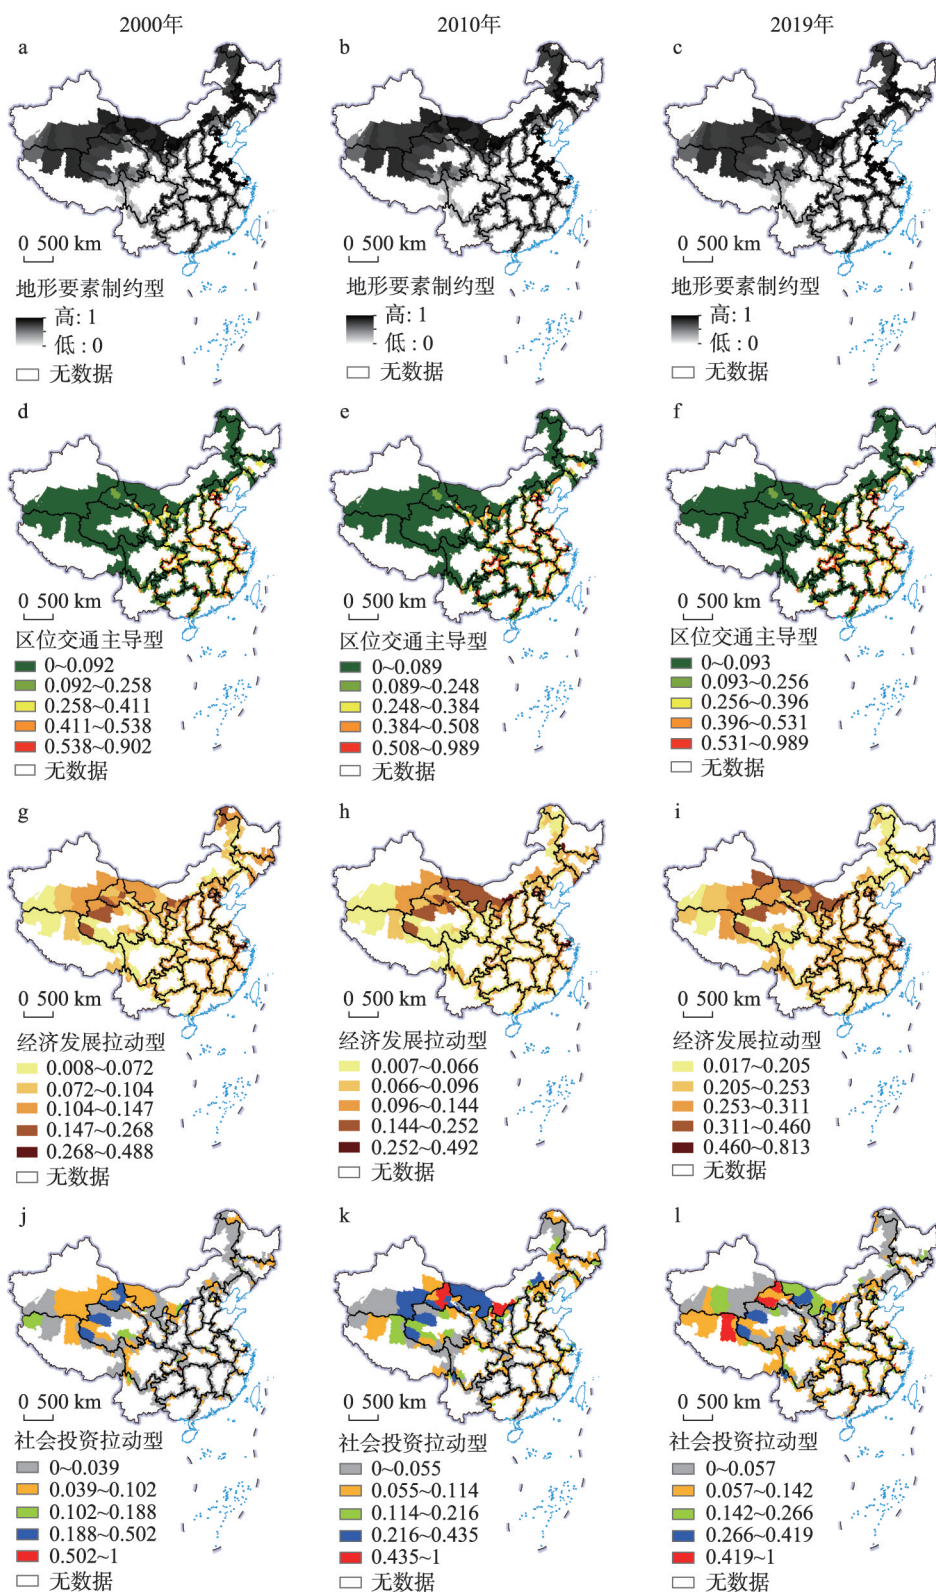 2000年
2010年
2019年
a
b
c
0 500 km
0 500 km
0 500 km
地形要素制约型
高: 1
低 : 0
无数据
地形要素制约型
高: 1
低 : 0
无数据
地形要素制约型
高: 1
低 : 0
无数据
d
e
f
0 500 km
0 500 km
0 500 km
区位交通主导型
0~0.092
0.092~0.258
0.258~0.411
0.411~0.538
0.538~0.902
无数据
区位交通主导型
0~0.089
0.089~0.248
0.248~0.384
0.384~0.508
0.508~0.989
无数据
区位交通主导型
0~0.093
0.093~0.256
0.256~0.396
0.396~0.531
0.531~0.989
无数据
g
h
i
0 500 km
0 500 km
0 500 km
经济发展拉动型
0.008~0.072
0.072~0.104
0.104~0.147
0.147~0.268
0.268~0.488
无数据
经济发展拉动型
0.007~0.066
0.066~0.096
0.096~0.144
0.144~0.252
0.252~0.492
无数据
经济发展拉动型
0.017~0.205
0.205~0.253
0.253~0.311
0.311~0.460
0.460~0.813
无数据
j
k
l
0 500 km
0 500 km
0 500 km
社会投资拉动型
0~0.039
0.039~0.102
0.102~0.188
0.188~0.502
0.502~1
无数据
社会投资拉动型
0~0.055
0.055~0.114
0.114~0.216
0.216~0.435
0.435~1
无数据
社会投资拉动型
0~0.057
0.057~0.142
0.142~0.266
0.266~0.419
0.419~1
无数据